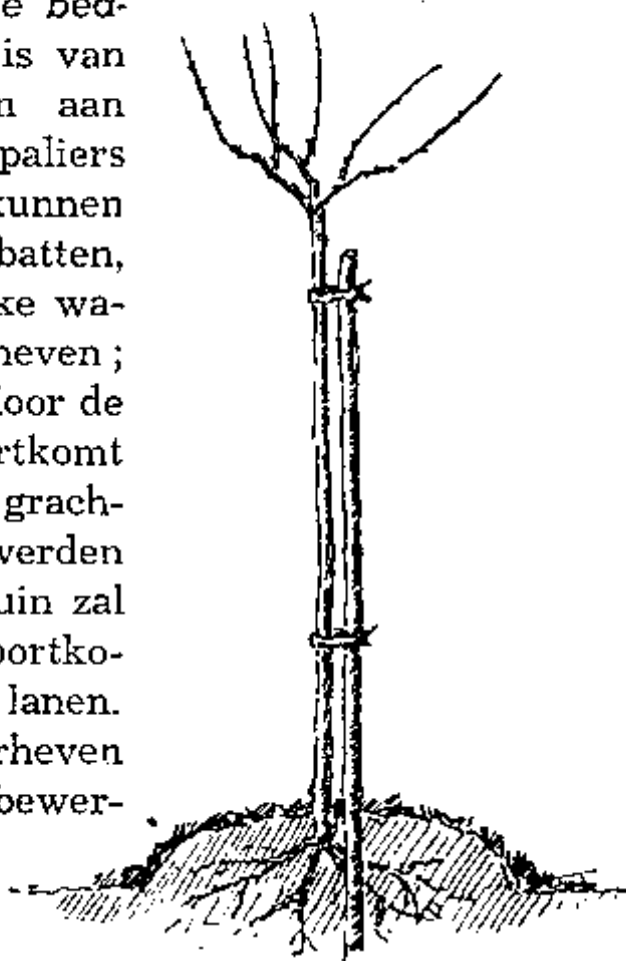 e bed-
is van
n aan
paliers
kunnen
batten,
ke wa-
heven ;
door de
rtkomt
grach-
werden
uin zal
oortko-
lanen.
rheven
bewer-